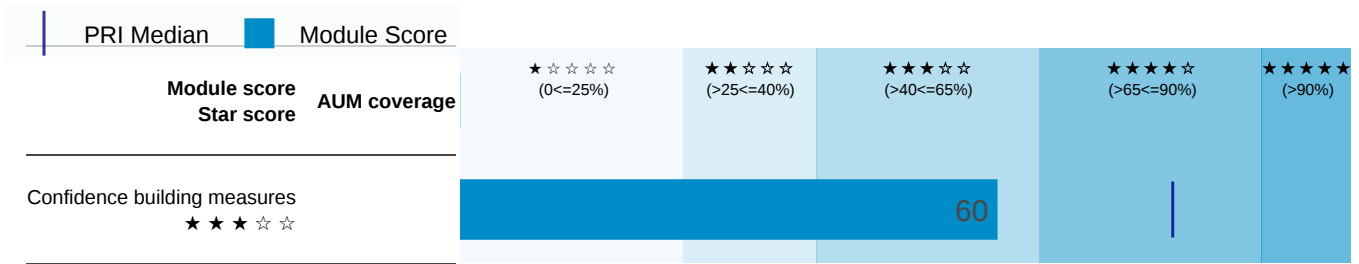 PRI Median Module Score
Module score
Star score
AUM coverage
★☆☆☆☆
(0<=25%)
★★☆☆☆
(>25<=40%)
★★★☆☆
(>40<=65%)
★★★★☆
(>65<=90%)
★★★★★
(>90%)
Confidence building measures
★★★☆☆
60